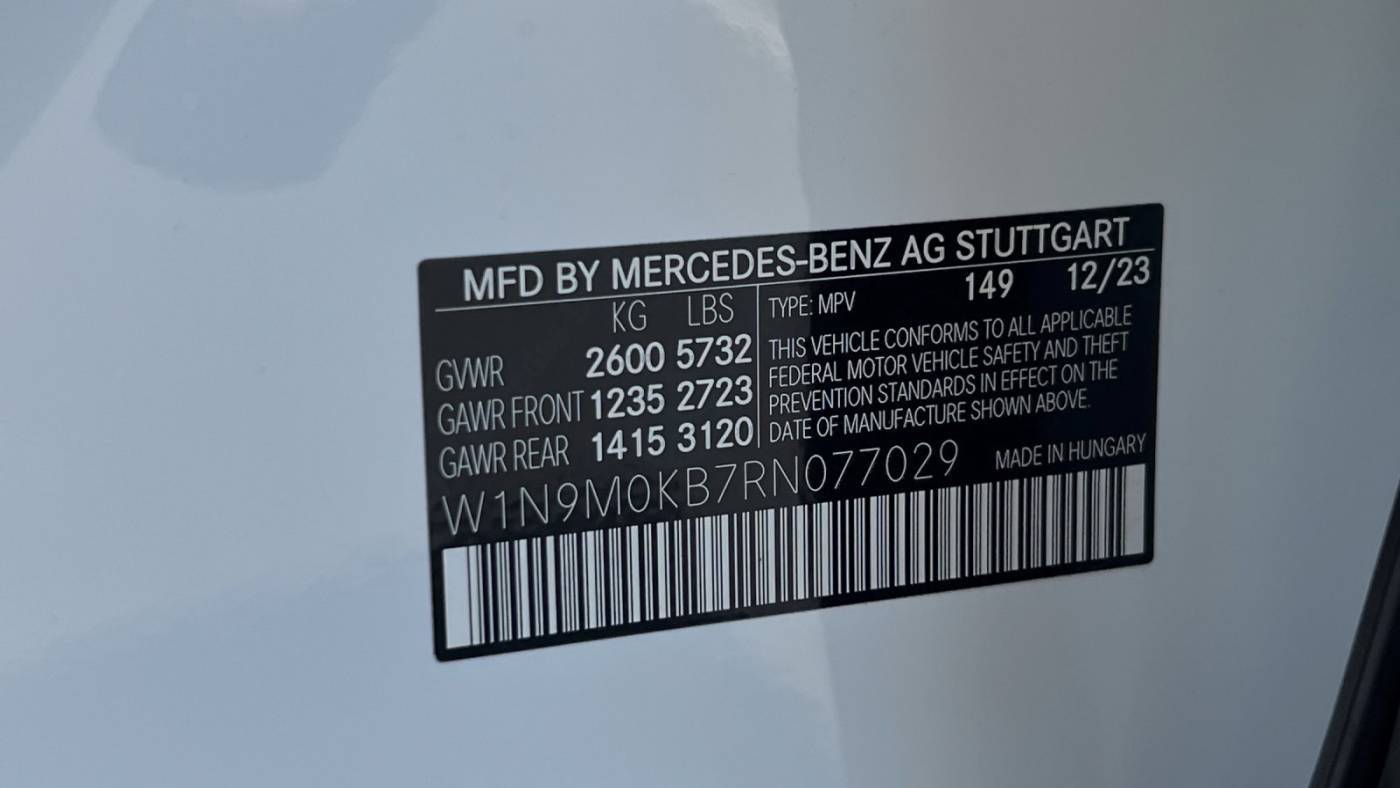 MFD BY MERCEDES-BENZ AG STUTTGART
KG LBS
GVWR 2600 5732
GAWR FRONT 1235 2723
GAWR REAR 1415 3120
TYPE: MPV 149 12/23
THIS VEHICLE CONFORMS TO ALL APPLICABLE
FEDERAL MOTOR VEHICLE SAFETY AND THEFT
PREVENTION STANDARDS IN EFFECT ON THE
DATE OF MANUFACTURE SHOWN ABOVE.
W1N9M0KB7RN077029 MADE IN HUNGARY